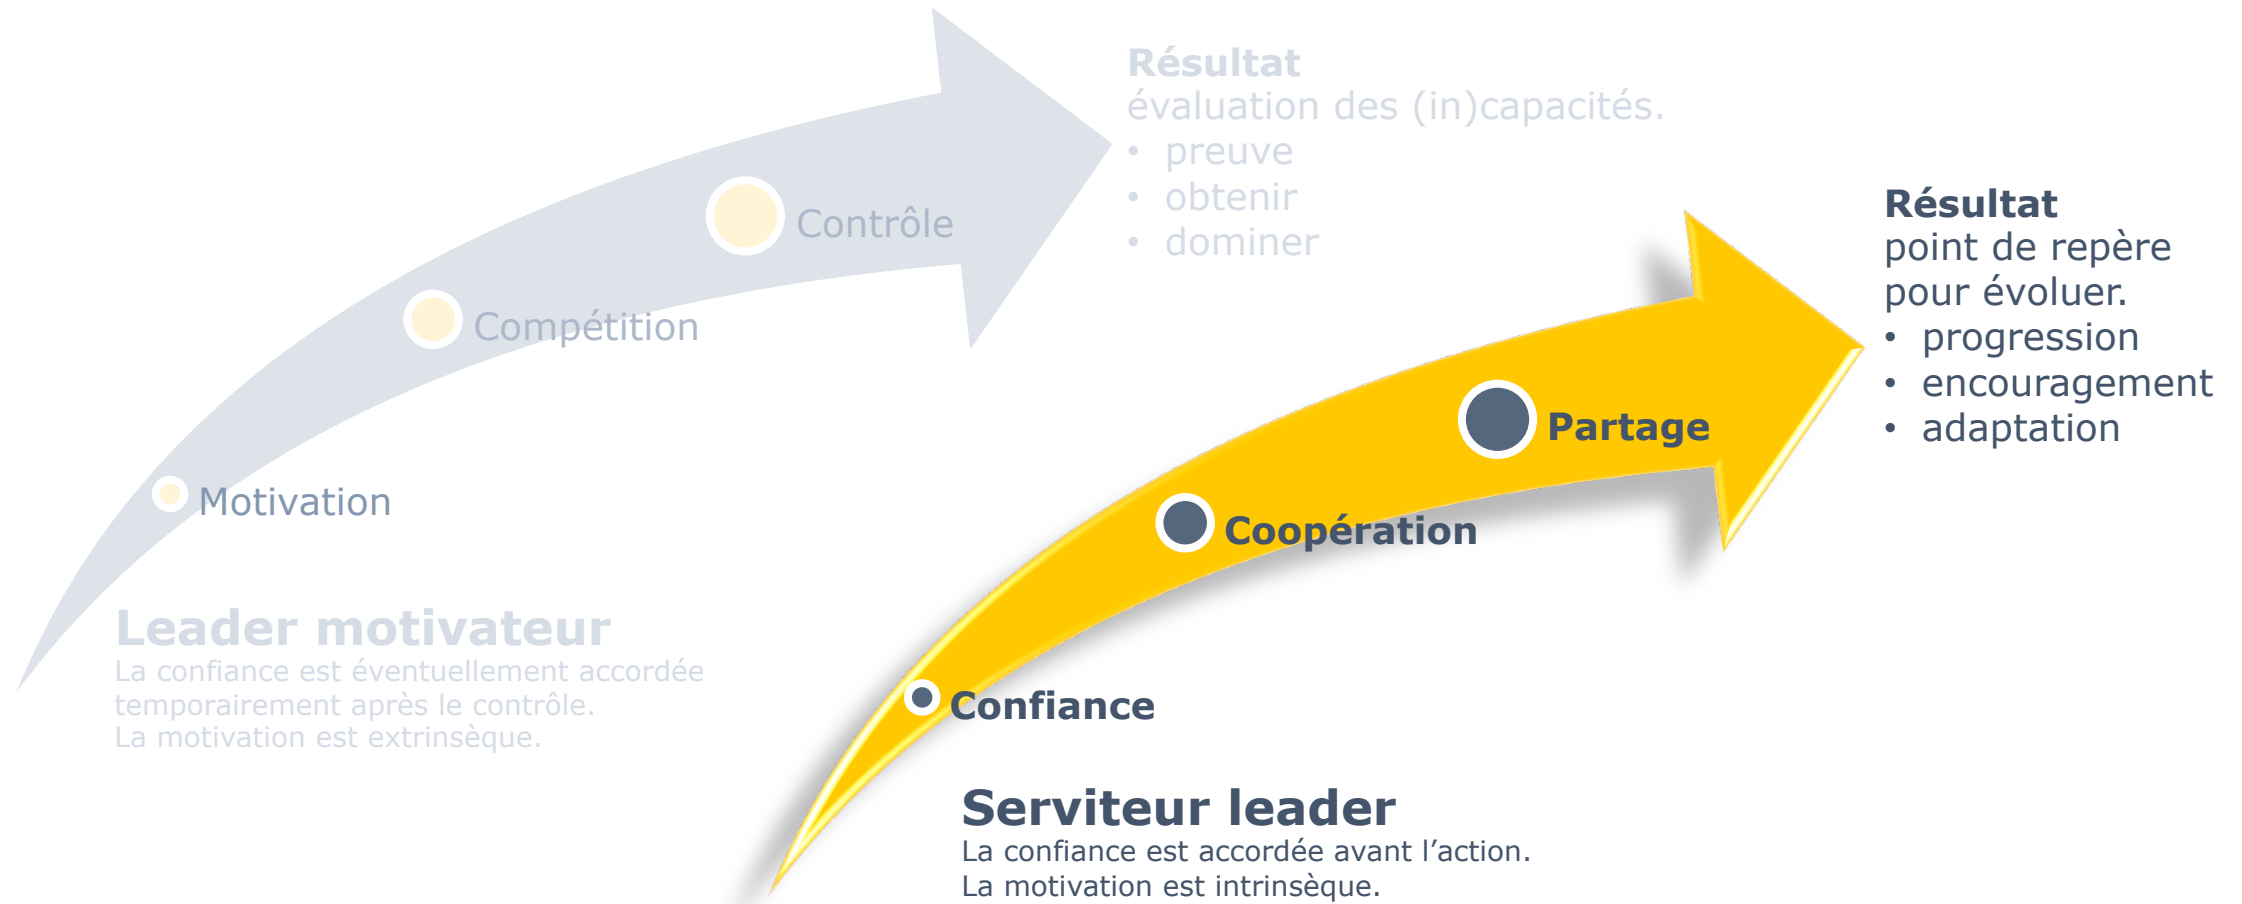 Résultat
évaluation des (in)capacités.
• preuve
• obtenir
• dominer
Contrôle
Compétition
Motivation
Leader motivateur
La confiance est éventuellement accordée
temporairement après le contrôle.
La motivation est extrinsèque.
Résultat
point de repère
pour évoluer.
• progression
• encouragement
• adaptation
Partage
Coopération
Confiance
Serviteur leader
La confiance est accordée avant l’action.
La motivation est intrinsèque.